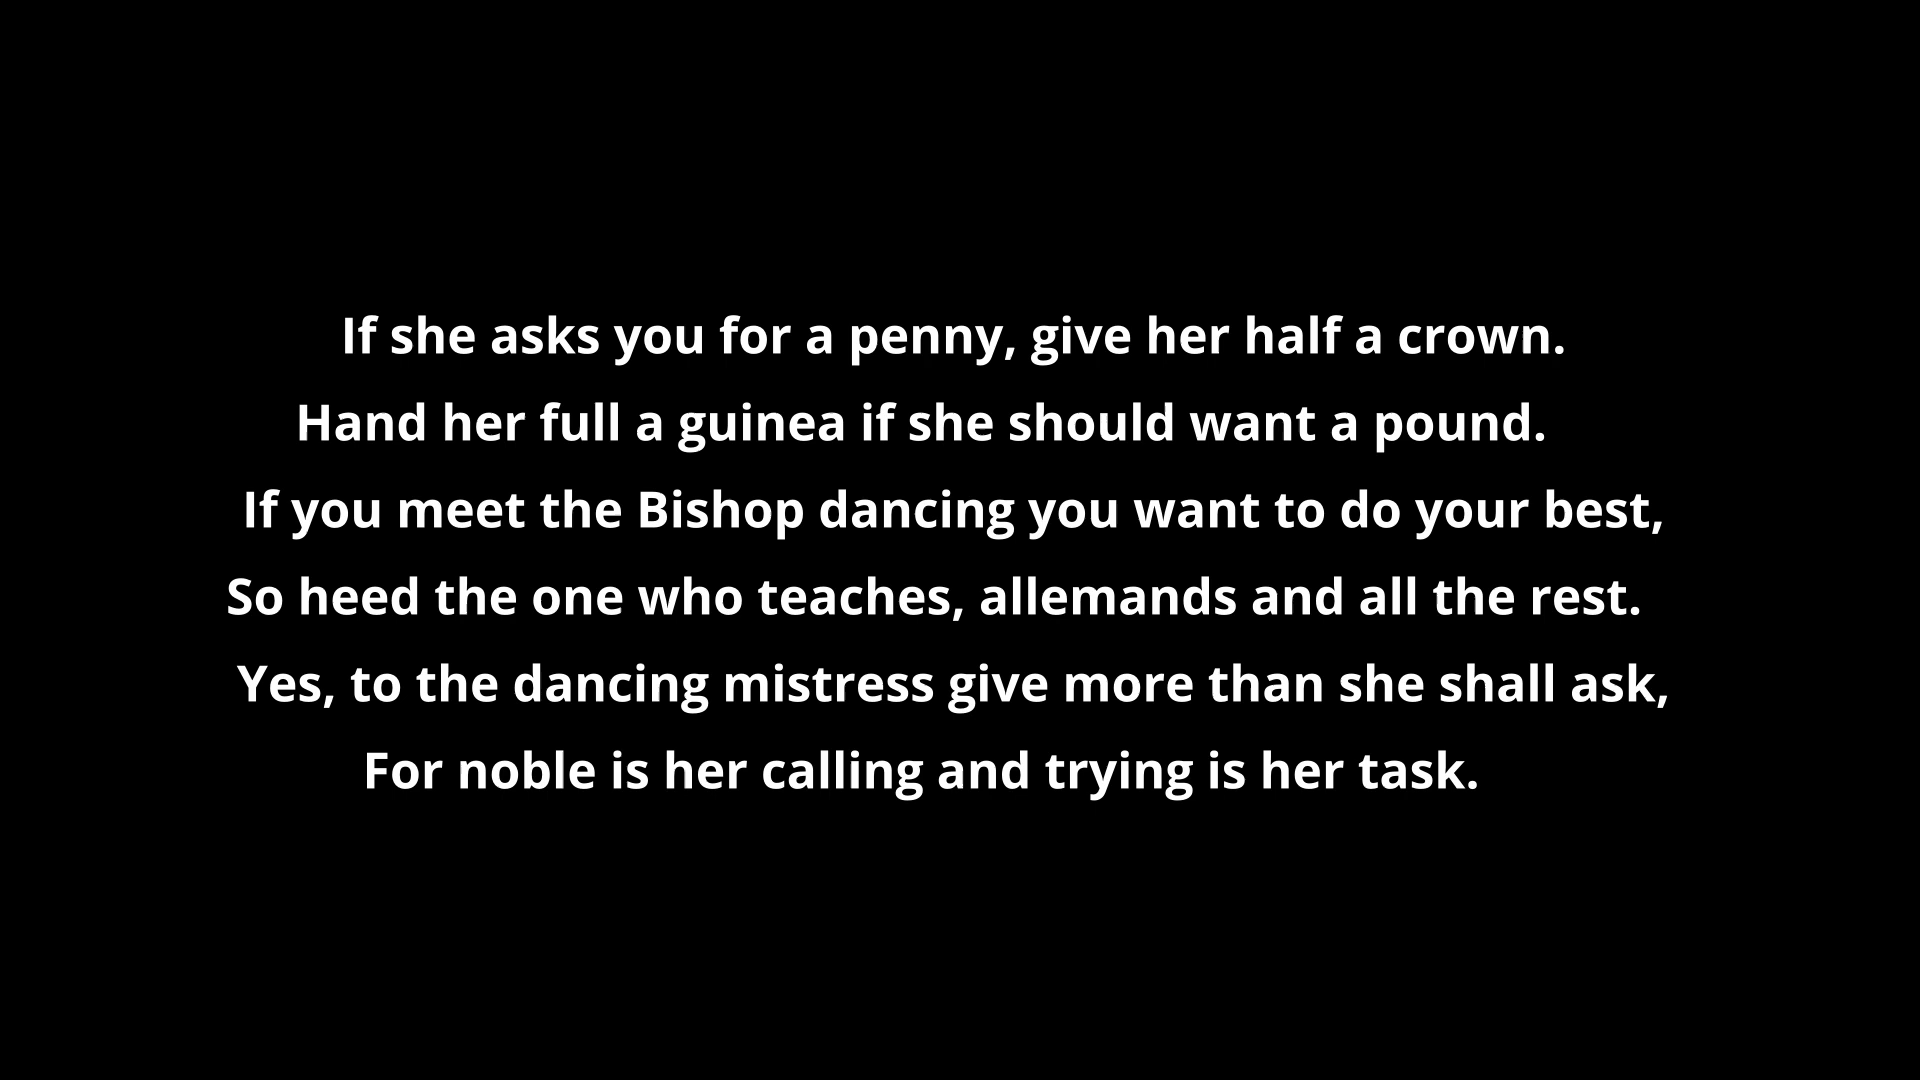 If she asks you for a penny, give her half a crown.
Hand her full a guinea if she should want a pound.
If you meet the Bishop dancing you want to do your best,
So heed the one who teaches, allemands and all the rest.
Yes, to the dancing mistress give more than she shall ask,
For noble is her calling and trying is her task.